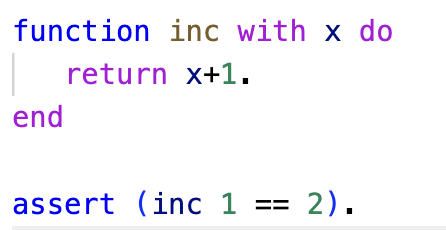 function inc with x do
return x+1.
end
assert (inc 1 == 2).